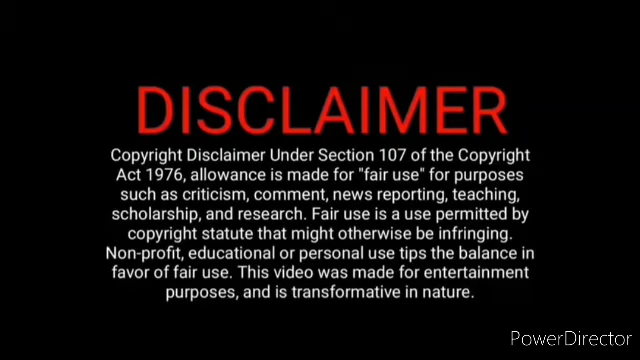 DISCLAIMER
Copyright Disclaimer Under Section 107 of the Copyright
Act 1976, allowance is made for "fair use" for purposes
such as criticism, comment, news reporting, teaching,
scholarship, and research. Fair use is a use permitted by
copyright statute that might otherwise be infringing.
Non-profit, educational or personal use tips the balance in
favor of fair use. This video was made for entertainment
purposes, and is transformative in nature.
PowerDirector